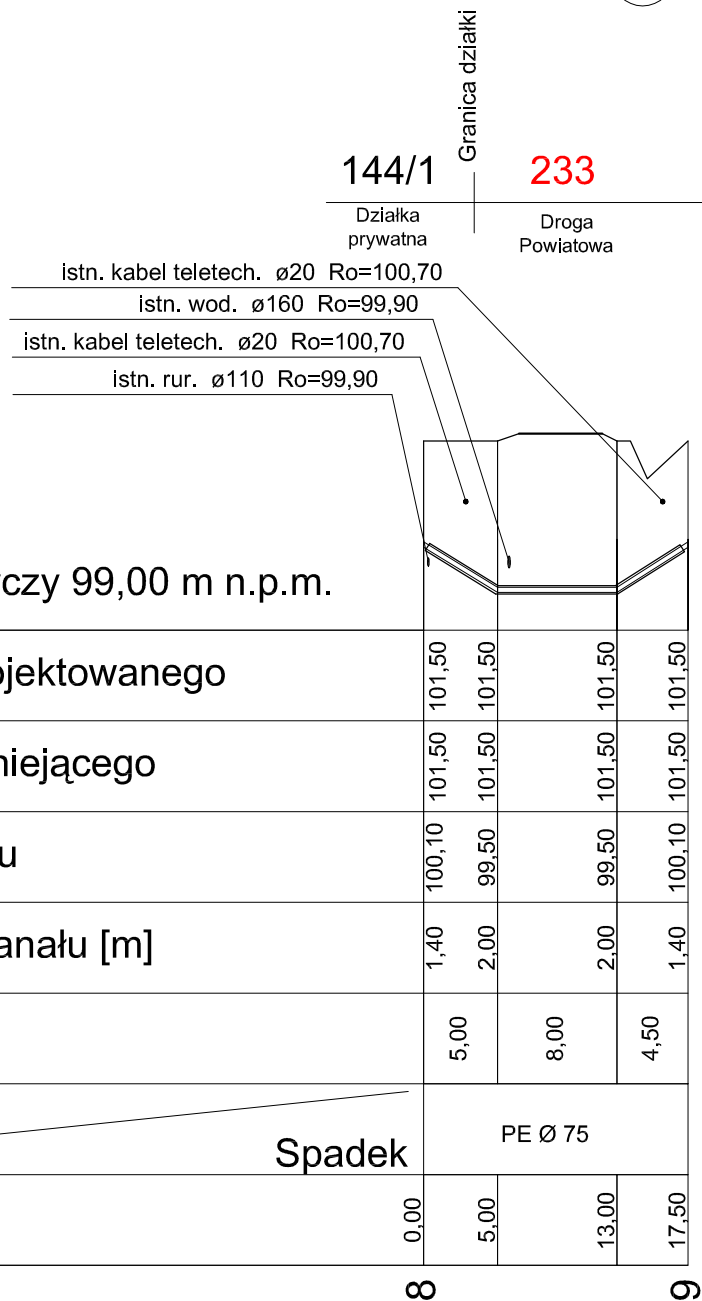 Granica działki
144/1
233
Działka
prywatna
Droga
Powiatowa
istn. kabel teletech. ø20 Ro=100,70
istn. wod. ø160 Ro=99,90
istn. kabel teletech. ø20 Ro=100,70
istn. rur. ø110 Ro=99,90
czy 99,00 m n.p.m.
jektowanego
101,50 101,50 101,50 101,50
niejącego
101,50 101,50 101,50 101,50
u
100,10 99,50 99,50 100,10
anału [m]
1,40 2,00 2,00 1,40
5,00 8,00 4,50
Spadek
PE Ø 75
0,00 5,00 13,00 17,50
8 9